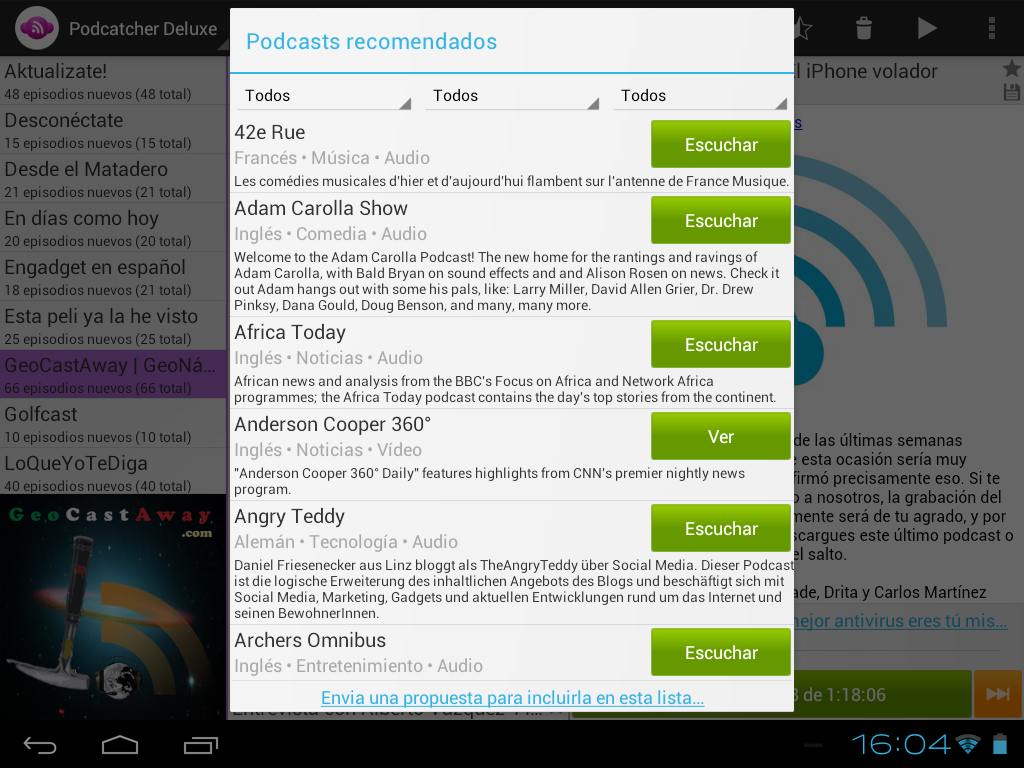 Podcatcher Deluxe
Aktualizate!
48 episodios nuevos (48 total)
Desconéctate
15 episodios nuevos (15 total)
Desde el Matadero
21 episodios nuevos (21 total)
En días como hoy
20 episodios nuevos (20 total)
Engadget en español
18 episodios nuevos (21 total)
Esta peli ya la he visto
25 episodios nuevos (25 total)
GeoCastAway | GeoNá...
66 episodios nuevos (66 total)
Golfcast
10 episodios nuevos (10 total)
LoQueYoTeDiga
40 episodios nuevos (40 total)
GeoCastAway
.com
Podcasts recomendados
Todos Todos Todos
42e Rue
Francés • Música • Audio
Escuchar
Les comédies musicales d'hier et d'aujourd'hui flambent sur l'antenne de France Musique.
Adam Carolla Show
Inglés • Comedia • Audio
Escuchar
Welcome to the Adam Carolla Podcast! The new home for the rantings and ravings of
Adam Carolla, with Bald Bryan on sound effects and and Alison Rosen on news. Check it
out Adam hangs out with some his pals, like: Larry Miller, David Allen Grier, Dr. Drew
Pinksy, Dana Gould, Doug Benson, and many, many more.
Africa Today
Inglés • Noticias • Audio
Escuchar
African news and analysis from the BBC's Focus on Africa and Network Africa
programmes; the Africa Today podcast contains the day's top stories from the continent.
Anderson Cooper 360°
Inglés • Noticias • Vídeo
Ver
"Anderson Cooper 360° Daily" features highlights from CNN's premier nightly news
program.
Angry Teddy
Alemán • Tecnología • Audio
Escuchar
Daniel Friesenecker aus Linz bloggt als TheAngryTeddy über Social Media. Dieser Podcast
ist die logische Erweiterung des inhaltlichen Angebots des Blogs und beschäftigt sich mit
Social Media, Marketing, Gadgets und aktuellen Entwicklungen rund um das Internet und
seinen BewohnerInnen.
Archers Omnibus
Inglés • Entretenimiento • Audio
Escuchar
Envia una propuesta para incluirla en esta lista...
El iPhone volador
s
de las últimas semanas
esta ocasión sería muy
firmó precisamente eso. Si te
o a nosotros, la grabación del
mente será de tu agrado, y por
scargues este último podcast o
el salto.
ade, Drita y Carlos Martínez
mejor antivirus eres tú mis...
de 1:18:06
16:04